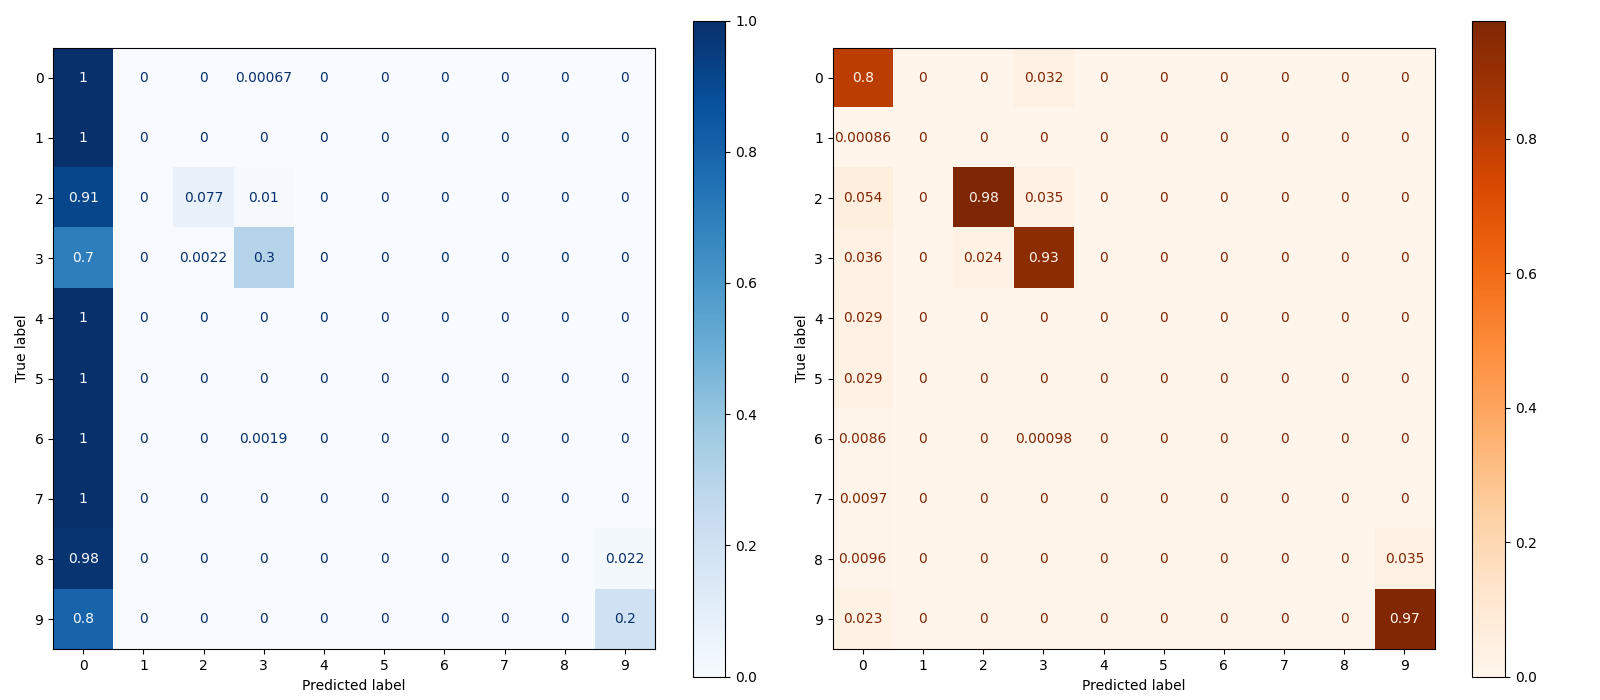 0 1 0 0 0.00067 0 0 0 0 0 0
1 1 0 0 0 0 0 0 0 0 0
2 0.91 0 0.077 0.01 0 0 0 0 0 0
3 0.7 0 0.0022 0.3 0 0 0 0 0 0
4 1 0 0 0 0 0 0 0 0 0
5 1 0 0 0 0 0 0 0 0 0
6 1 0 0 0.0019 0 0 0 0 0 0
7 1 0 0 0 0 0 0 0 0 0
8 0.98 0 0 0 0 0 0 0 0 0.022
9 0.8 0 0 0 0 0 0 0 0 0.2
0 1 2 3 4 5 6 7 8 9
Predicted label
True label
1.0
0.8
0.6
0.4
0.2
0.0
0 0.8 0 0 0.032 0 0 0 0 0 0
1 0.00086 0 0 0 0 0 0 0 0 0
2 0.054 0 0.98 0.035 0 0 0 0 0 0
3 0.036 0 0.024 0.93 0 0 0 0 0 0
4 0.029 0 0 0 0 0 0 0 0 0
5 0.029 0 0 0 0 0 0 0 0 0
6 0.0086 0 0 0.00098 0 0 0 0 0 0
7 0.0097 0 0 0 0 0 0 0 0 0
8 0.0096 0 0 0 0 0 0 0 0 0.035
9 0.023 0 0 0 0 0 0 0 0 0.97
0 1 2 3 4 5 6 7 8 9
Predicted label
True label
0.8
0.6
0.4
0.2
0.0